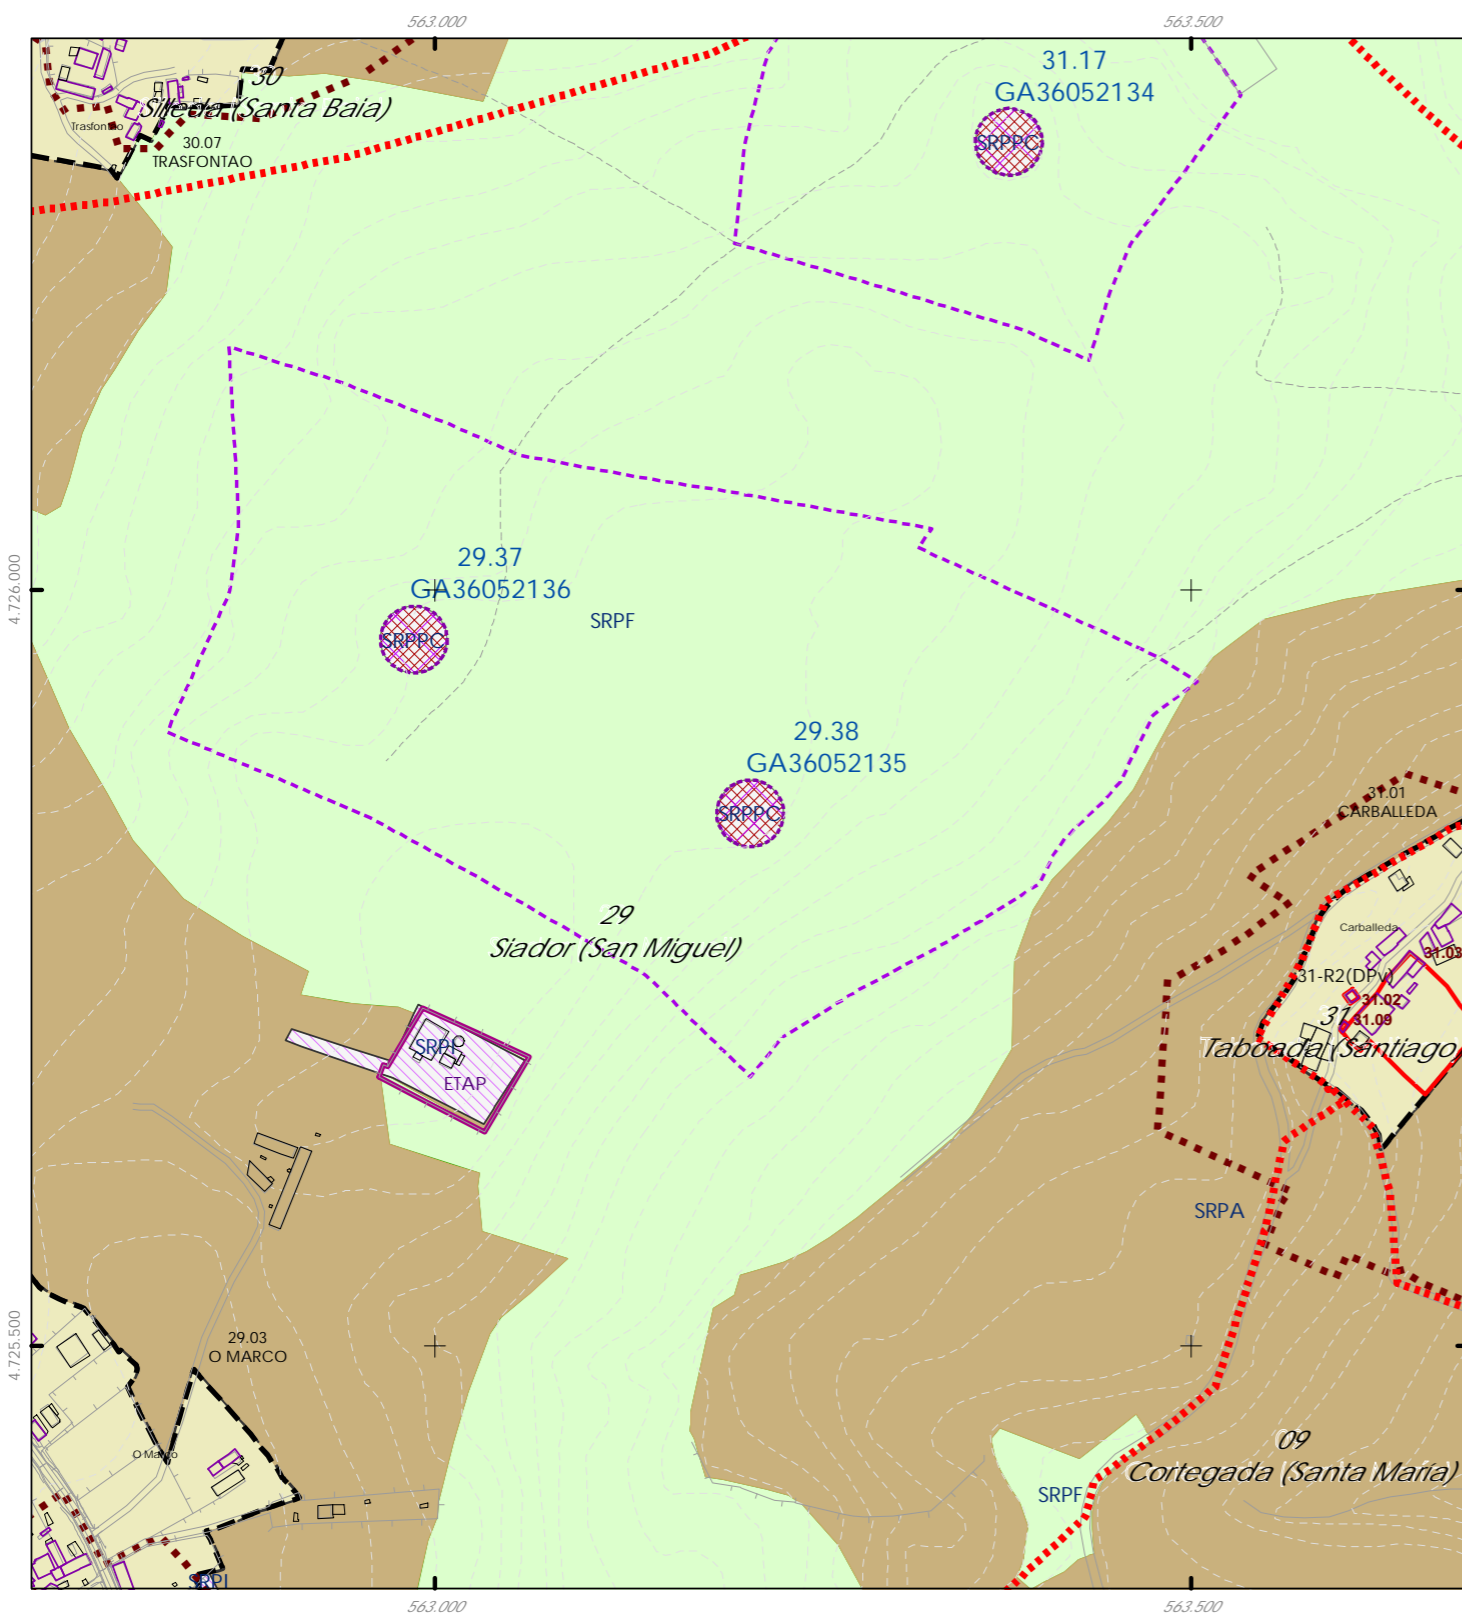 563.000
563.500
31.17
GA36052134
SRPPC
30
Silleda (Santa Baia)
Trasfontao
30.07
TRASFONTAO
4.726.000
29.37
GA36052136
SRPPC
SRPF
29.38
GA36052135
SRPPC
31.01
CARBALLEDA
29
Siador (San Miguel)
Carballeda
31.03
31-R2(DPv)
31.02
31
31.09
Taboada (Santiago)
SRPI
ETAP
SRPA
4.725.500
29.03
O MARCO
O Marco
09
Cortegada (Santa María)
SRPF
SRPI
563.000
563.500